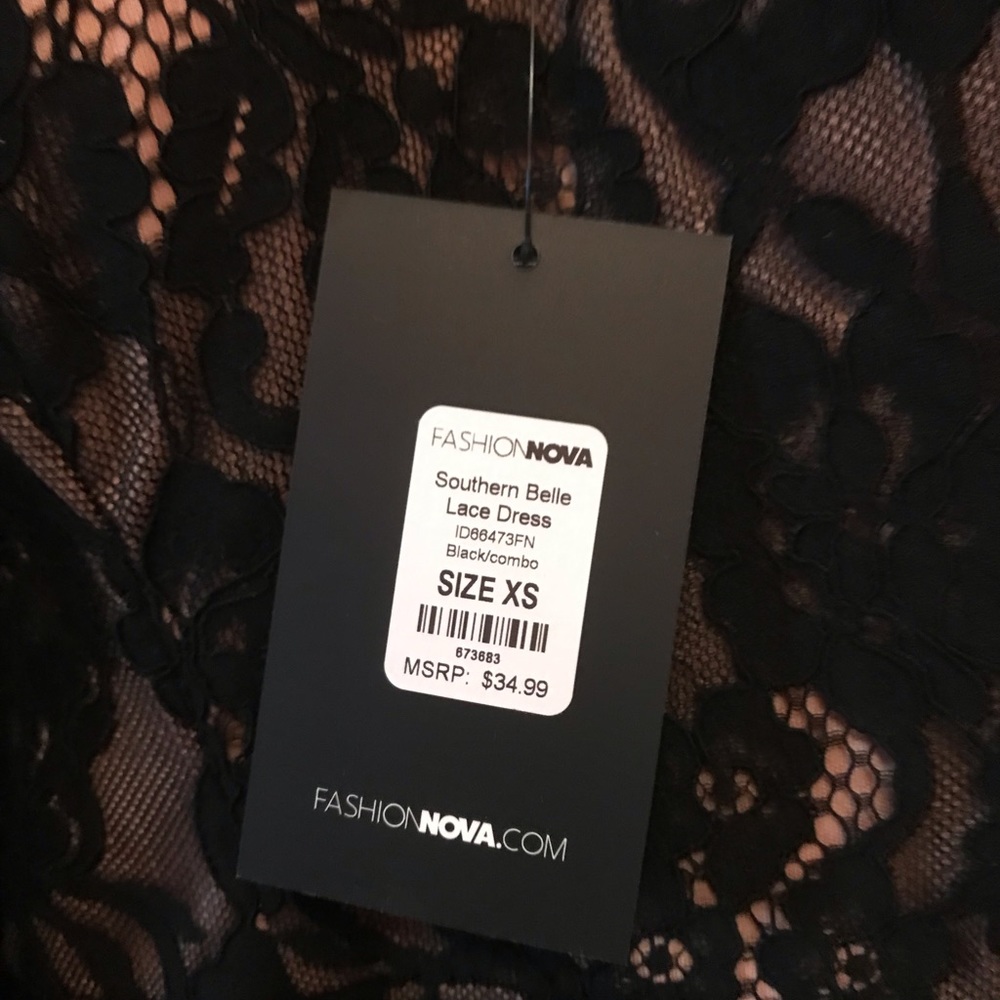 FASHIONNOVA
Southern Belle
Lace Dress
ID66473FN
Black/combo
SIZE XS
673683
MSRP: $34.99
FASHIONNOVA.COM